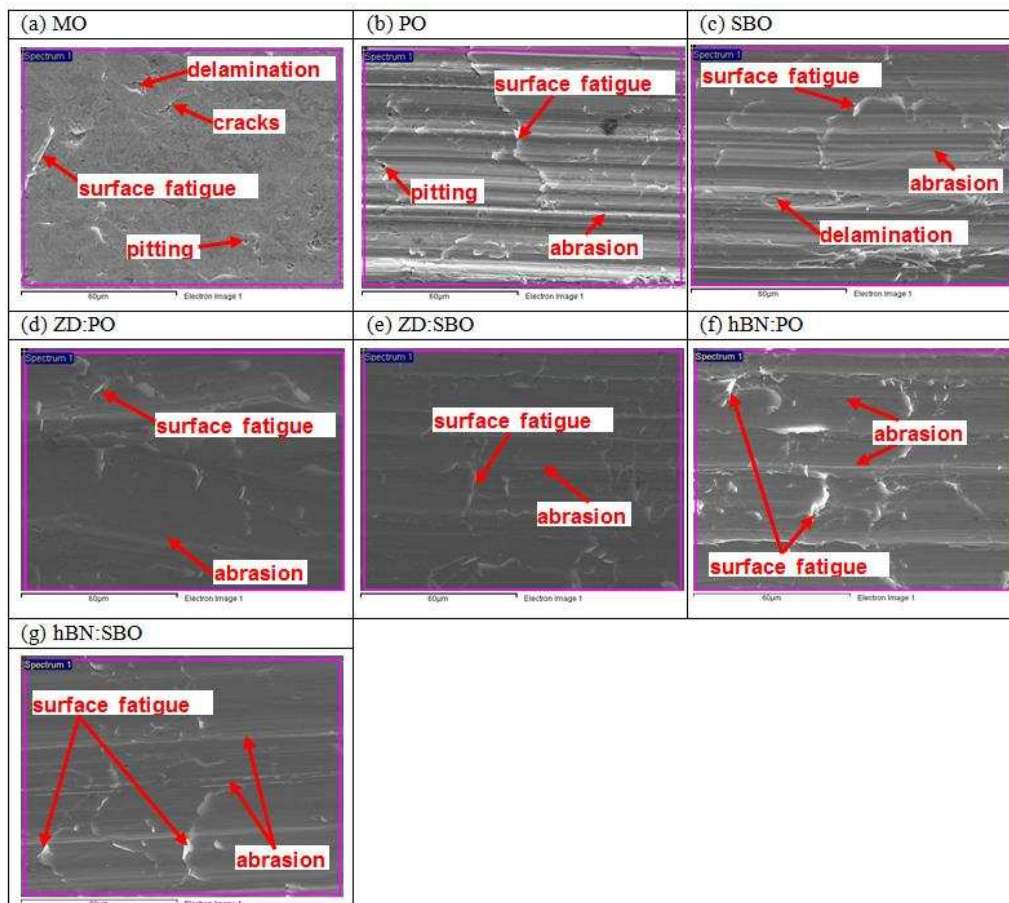 (a) MO
Spectrum 1
delamination
cracks
surface fatigue
pitting
60µm
Electron Image 1
(b) PO
Spectrum 1
surface fatigue
pitting
abrasion
60µm
Electron Image 1
(c) SBO
Spectrum 1
surface fatigue
abrasion
delamination
60µm
Electron Image 1
(d) ZD:PO
Spectrum 1
surface fatigue
abrasion
60µm
Electron Image 1
(e) ZD:SBO
Spectrum 1
surface fatigue
abrasion
60µm
Electron Image 1
(f) hBN:PO
Spectrum 1
abrasion
surface fatigue
60µm
Electron Image 1
(g) hBN:SBO
Spectrum 1
surface fatigue
abrasion
Electron Image 1